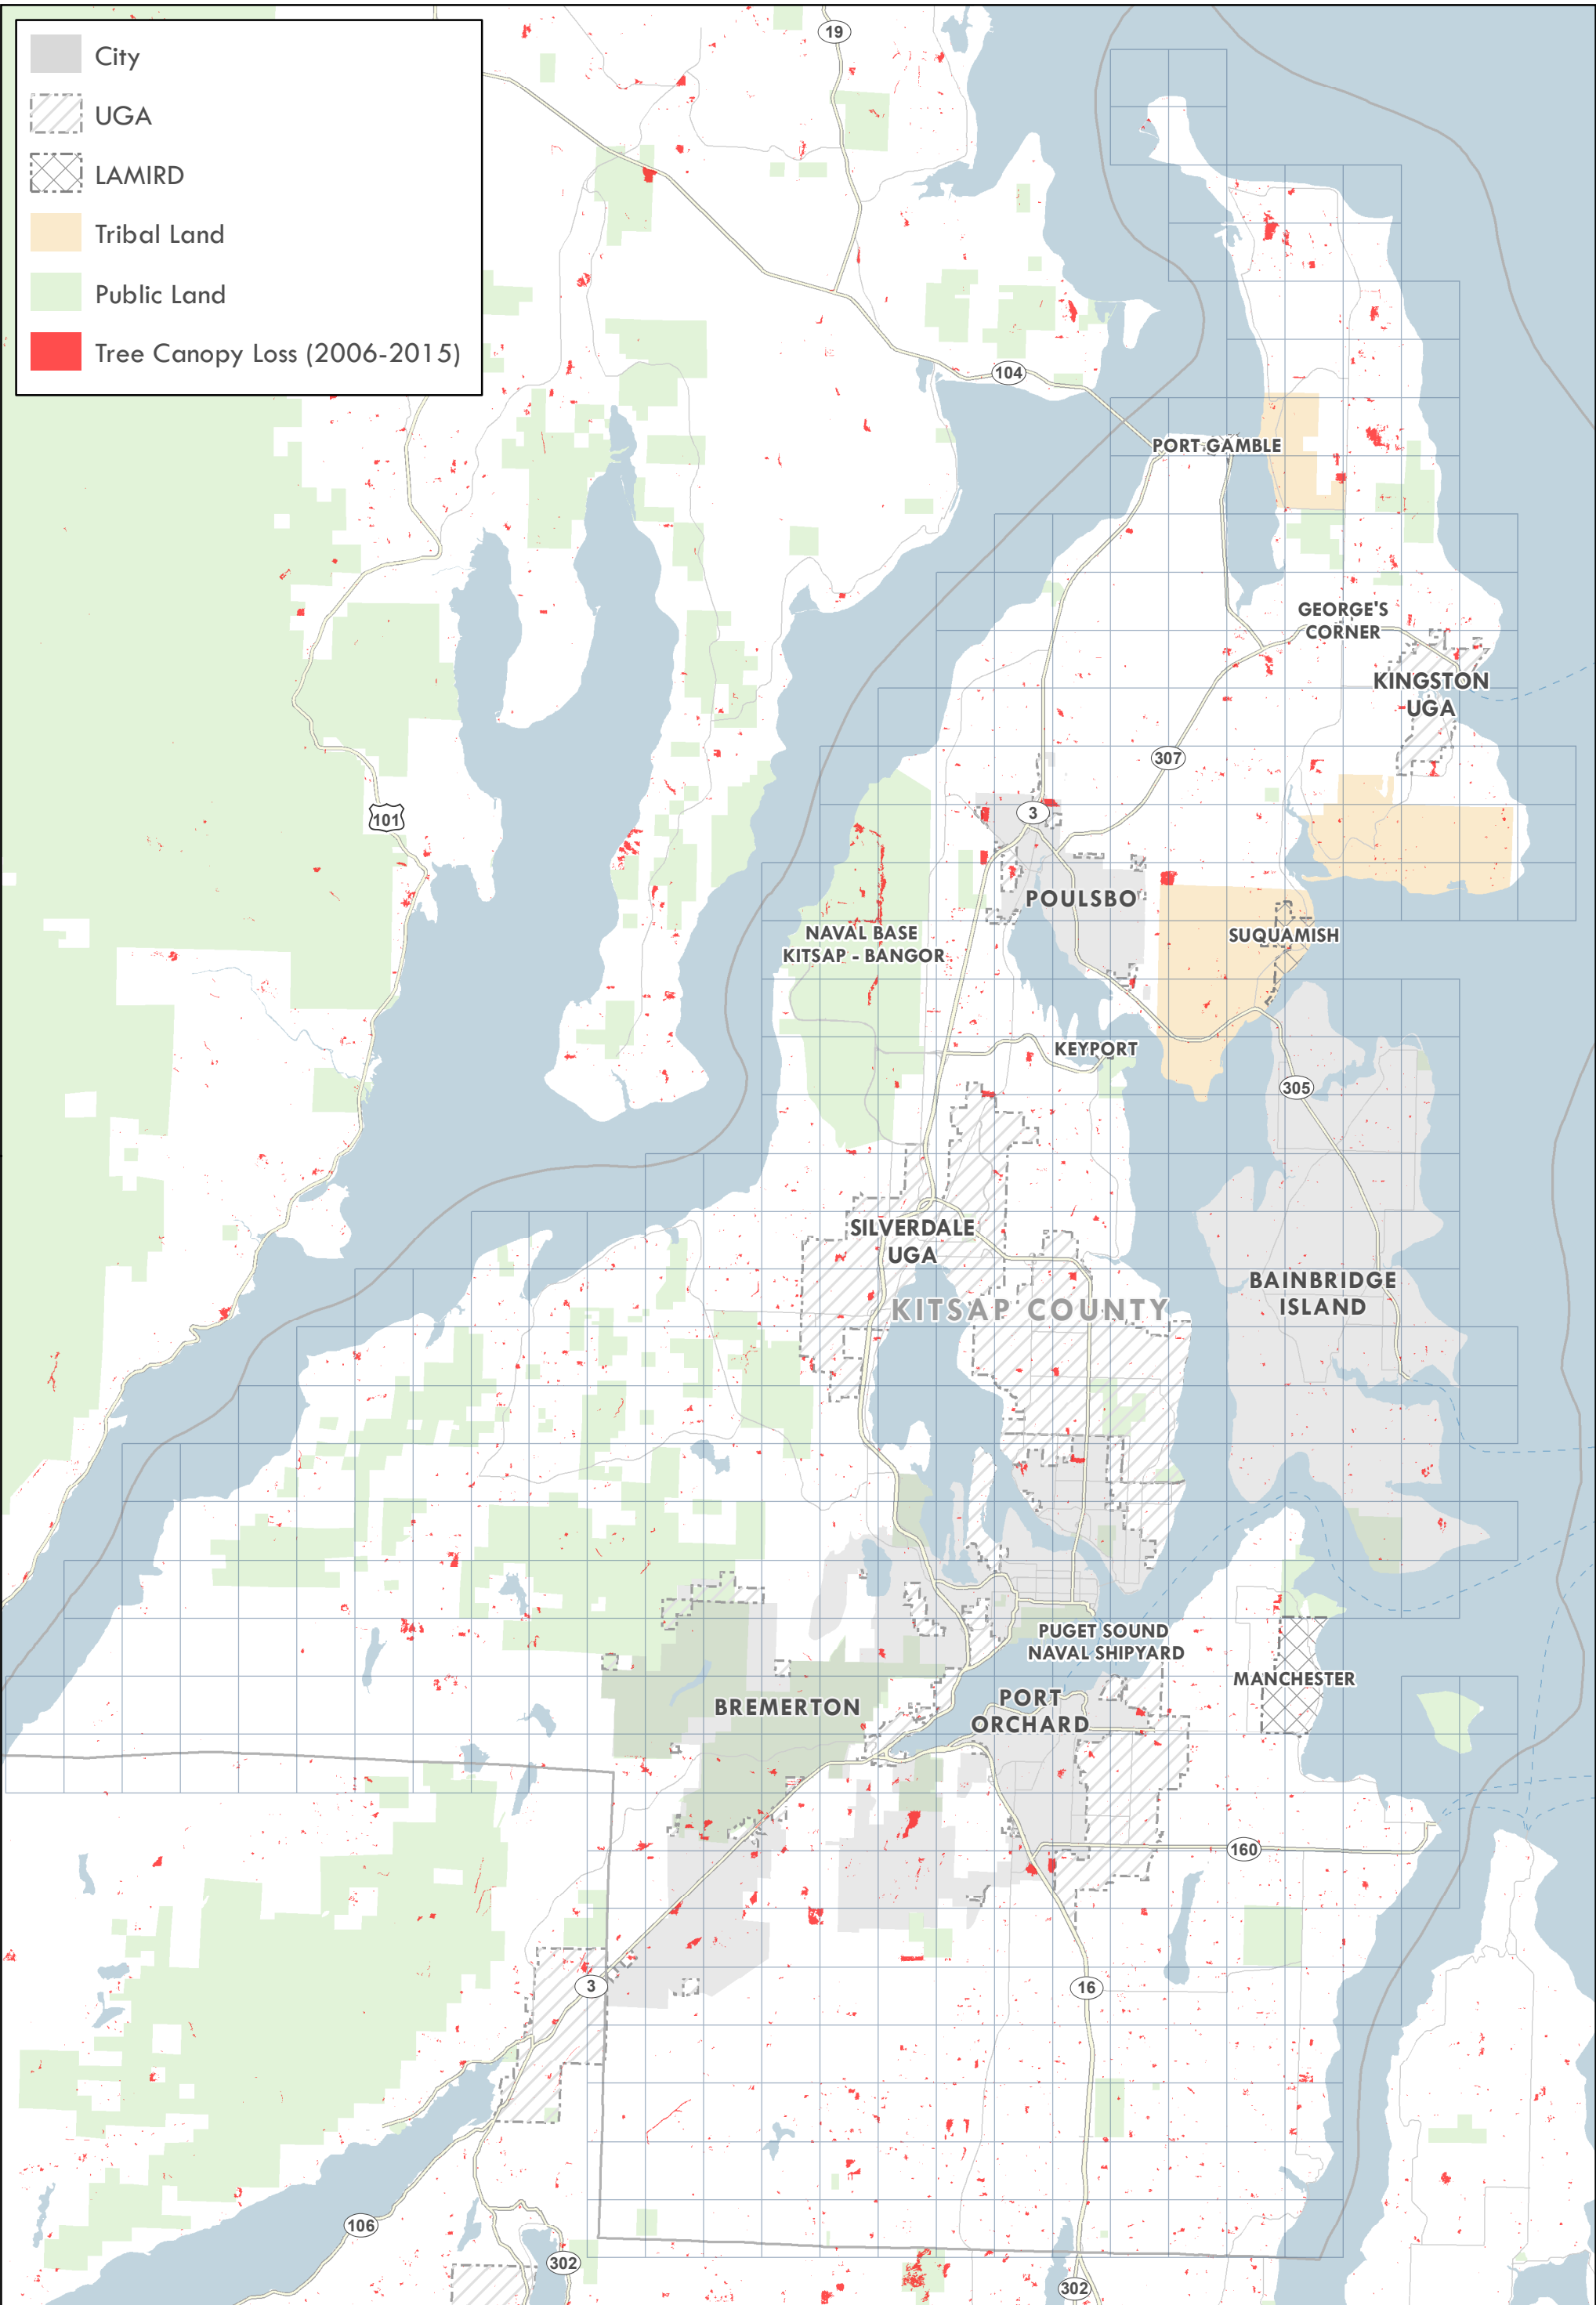 City
UGA
LAMIRD
Tribal Land
Public Land
Tree Canopy Loss (2006-2015)
19
104
PORT GAMBLE
GEORGE'S
CORNER
KINGSTON
UGA
307
101
3
POULSBO
NAVAL BASE
KITSAP - BANGOR
SUQUAMISH
KEYPORT
305
SILVERDALE
UGA
KITSAP COUNTY
BAINBRIDGE
ISLAND
PUGET SOUND
NAVAL SHIPYARD
MANCHESTER
BREMERTON
PORT
ORCHARD
160
3
16
106
302
302